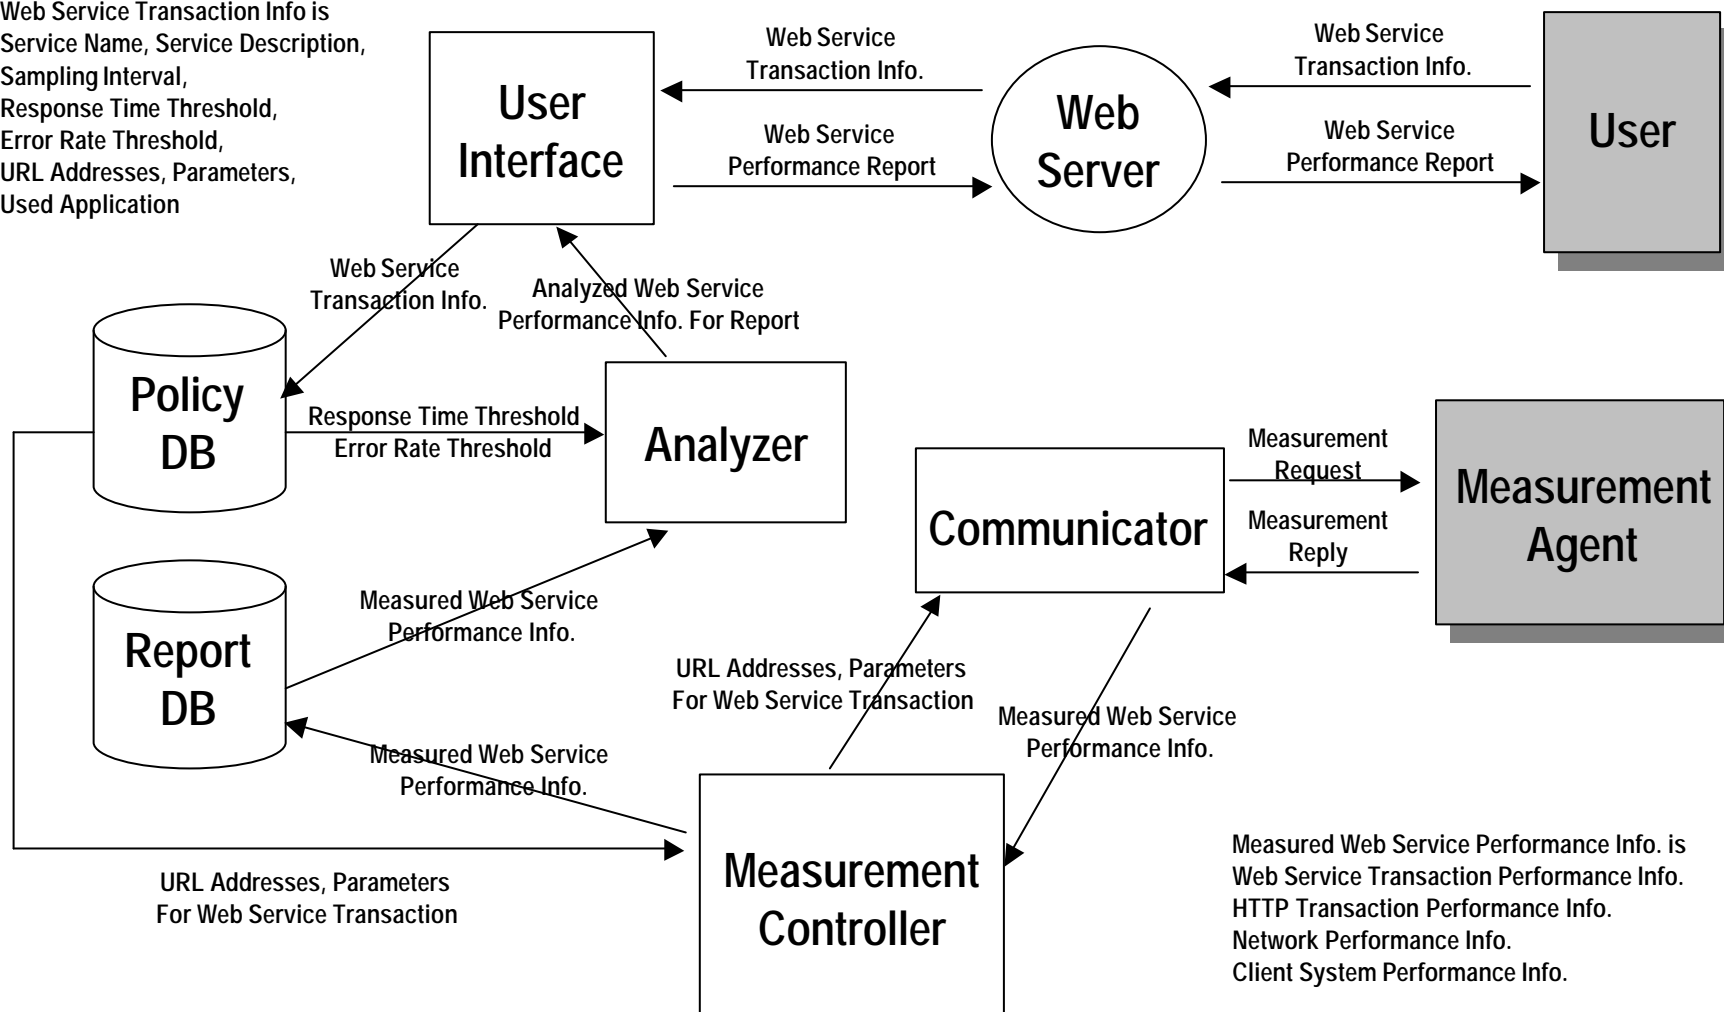 Web Service Transaction Info is
Service Name, Service Description,
Sampling Interval,
Response Time Threshold,
Error Rate Threshold,
URL Addresses, Parameters,
Used Application
User
Interface
Web Service
Transaction Info.
Web Service
Performance Report
Web
Server
Web Service
Transaction Info.
Web Service
Performance Report
User
Web Service
Transaction Info.
Analyzed Web Service
Performance Info. For Report
Policy
DB
Response Time Threshold
Error Rate Threshold
Analyzer
Communicator
Measurement
Request
Measurement
Reply
Measurement
Agent
Report
DB
Measured Web Service
Performance Info.
Measured Web Service
Performance Info.
URL Addresses, Parameters
For Web Service Transaction
Measured Web Service
Performance Info.
URL Addresses, Parameters
For Web Service Transaction
Measurement
Controller
Measured Web Service Performance Info. is
Web Service Transaction Performance Info.
HTTP Transaction Performance Info.
Network Performance Info.
Client System Performance Info.